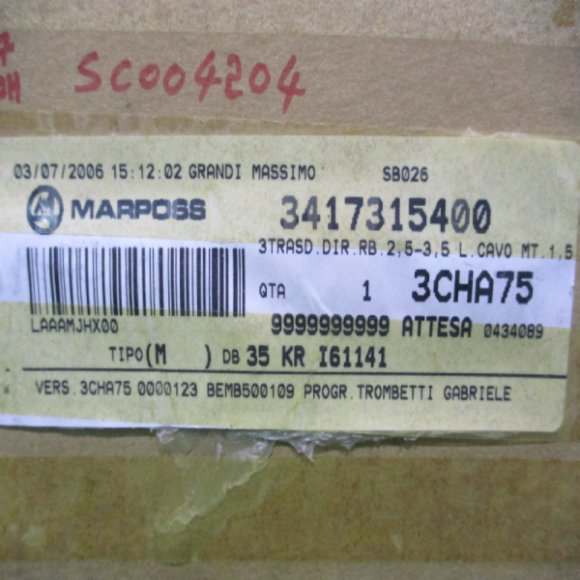 SC004204
03/07/2006 15:12:02 GRANDI MASSIMO SB026
MARPOSS 3417315400
3TRASD.DIR.RB.2,5-3,5 L.CAVO MT.1,5
QTA 1 3CHA75
LAAAMJHX00 9999999999 ATTESA 0434089
TIPO(M ) DB 35 KR I61141
VERS.3CHA75 0000123 BEMB500109 PROGR.TROMBETTI GABRIELE